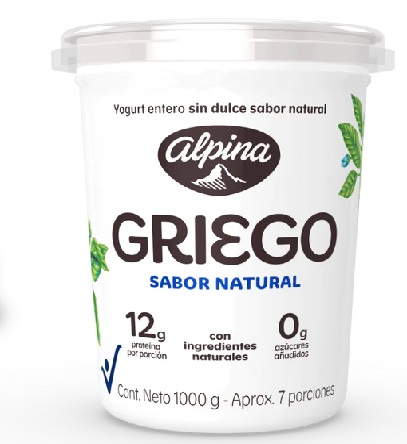 Yogurt entero sin dulce sabor natural
alpina
GRIEGO
SABOR NATURAL
12g
proteína
por porción
con
ingredientes
naturales
0g
azúcares
añadidos
Cont. Neto 1000 g - Aprox. 7 porciones